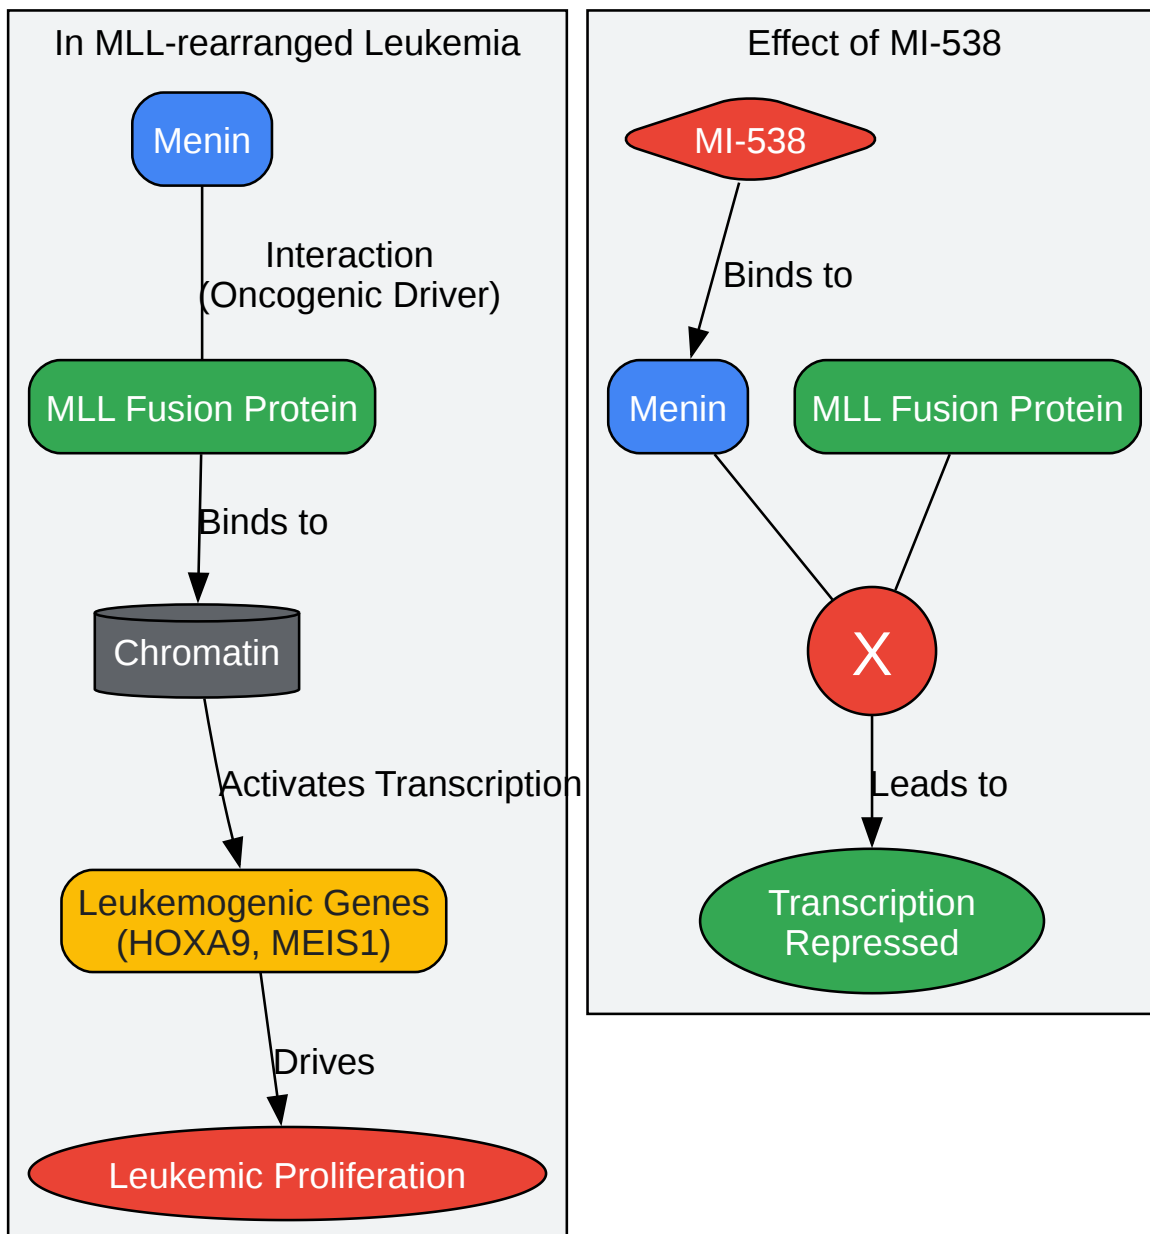 In MLL-rearranged Leukemia
Menin
Interaction
(Oncogenic Driver)
MLL Fusion Protein
Binds to
Chromatin
Activates Transcription
Leukemogenic Genes
(HOXA9, MEIS1)
Drives
Leukemic Proliferation
Effect of MI-538
MI-538
Binds to
Menin
MLL Fusion Protein
X
Leads to
Transcription
Repressed